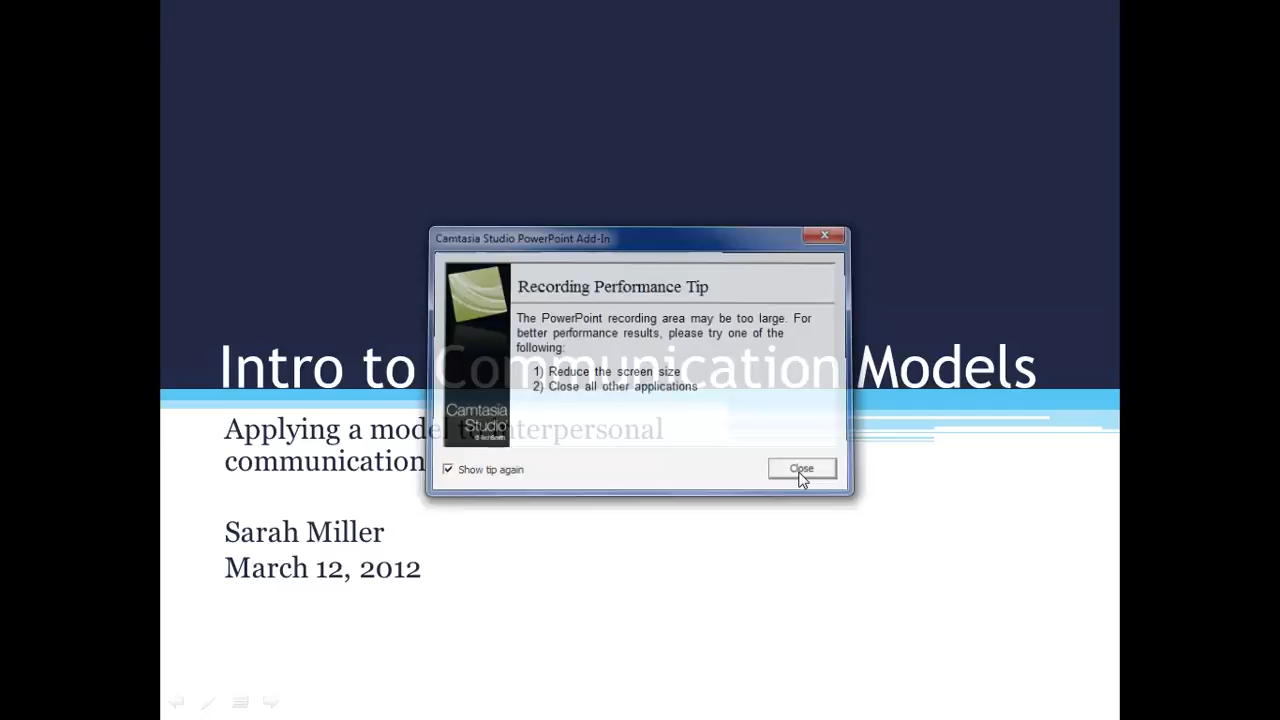 Camtasia Studio PowerPoint Add-In
Recording Performance Tip
The PowerPoint recording area may be too large. For
better performance results, please try one of the
following:
1) Reduce the screen size
2) Close all other applications
Camtasia
Studio
Show tip again
Close
Intro to Communication Models
Applying a model to interpersonal
communication
Sarah Miller
March 12, 2012